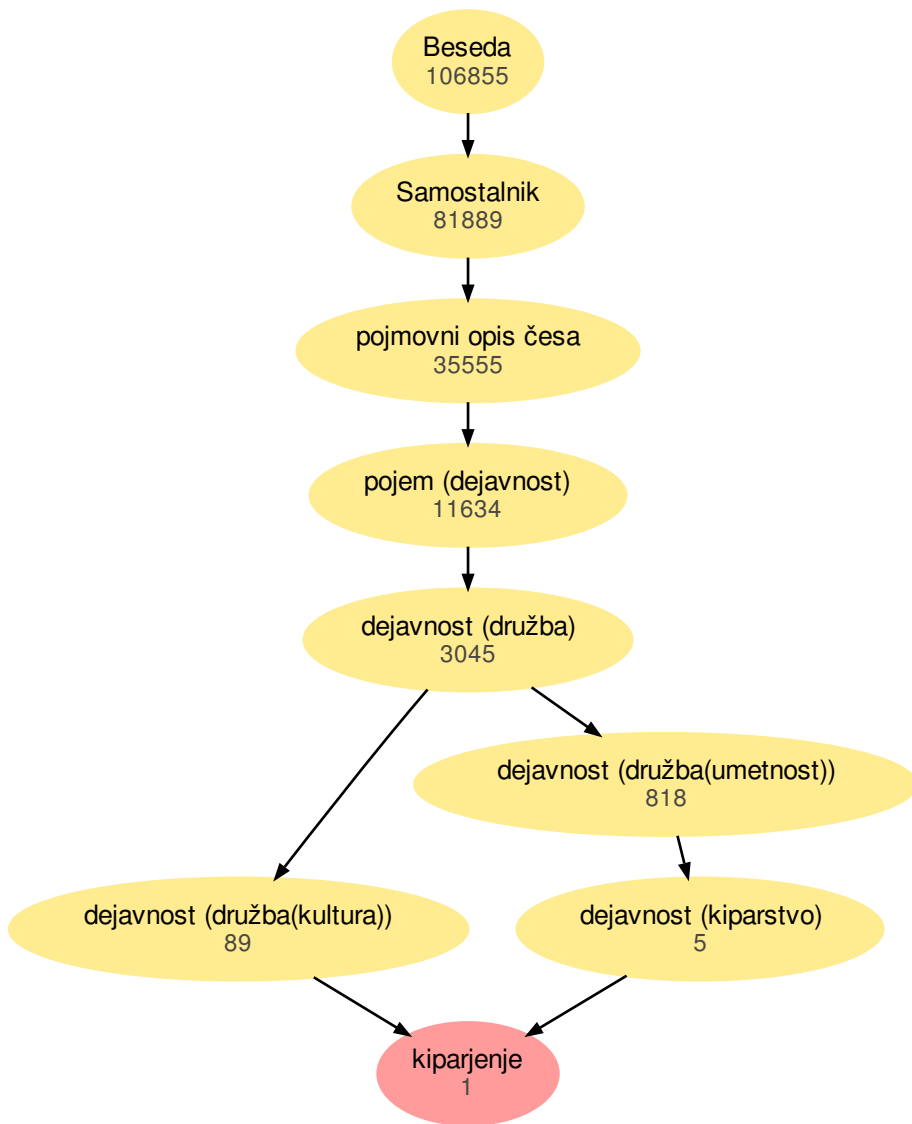 Beseda
106855
Samostalnik
81889
pojmovni opis česa
35555
pojem (dejavnost)
11634
dejavnost (družba)
3045
dejavnost (družba(umetnost))
818
dejavnost (družba(kultura))
89
dejavnost (kiparstvo)
5
kiparjenje
1